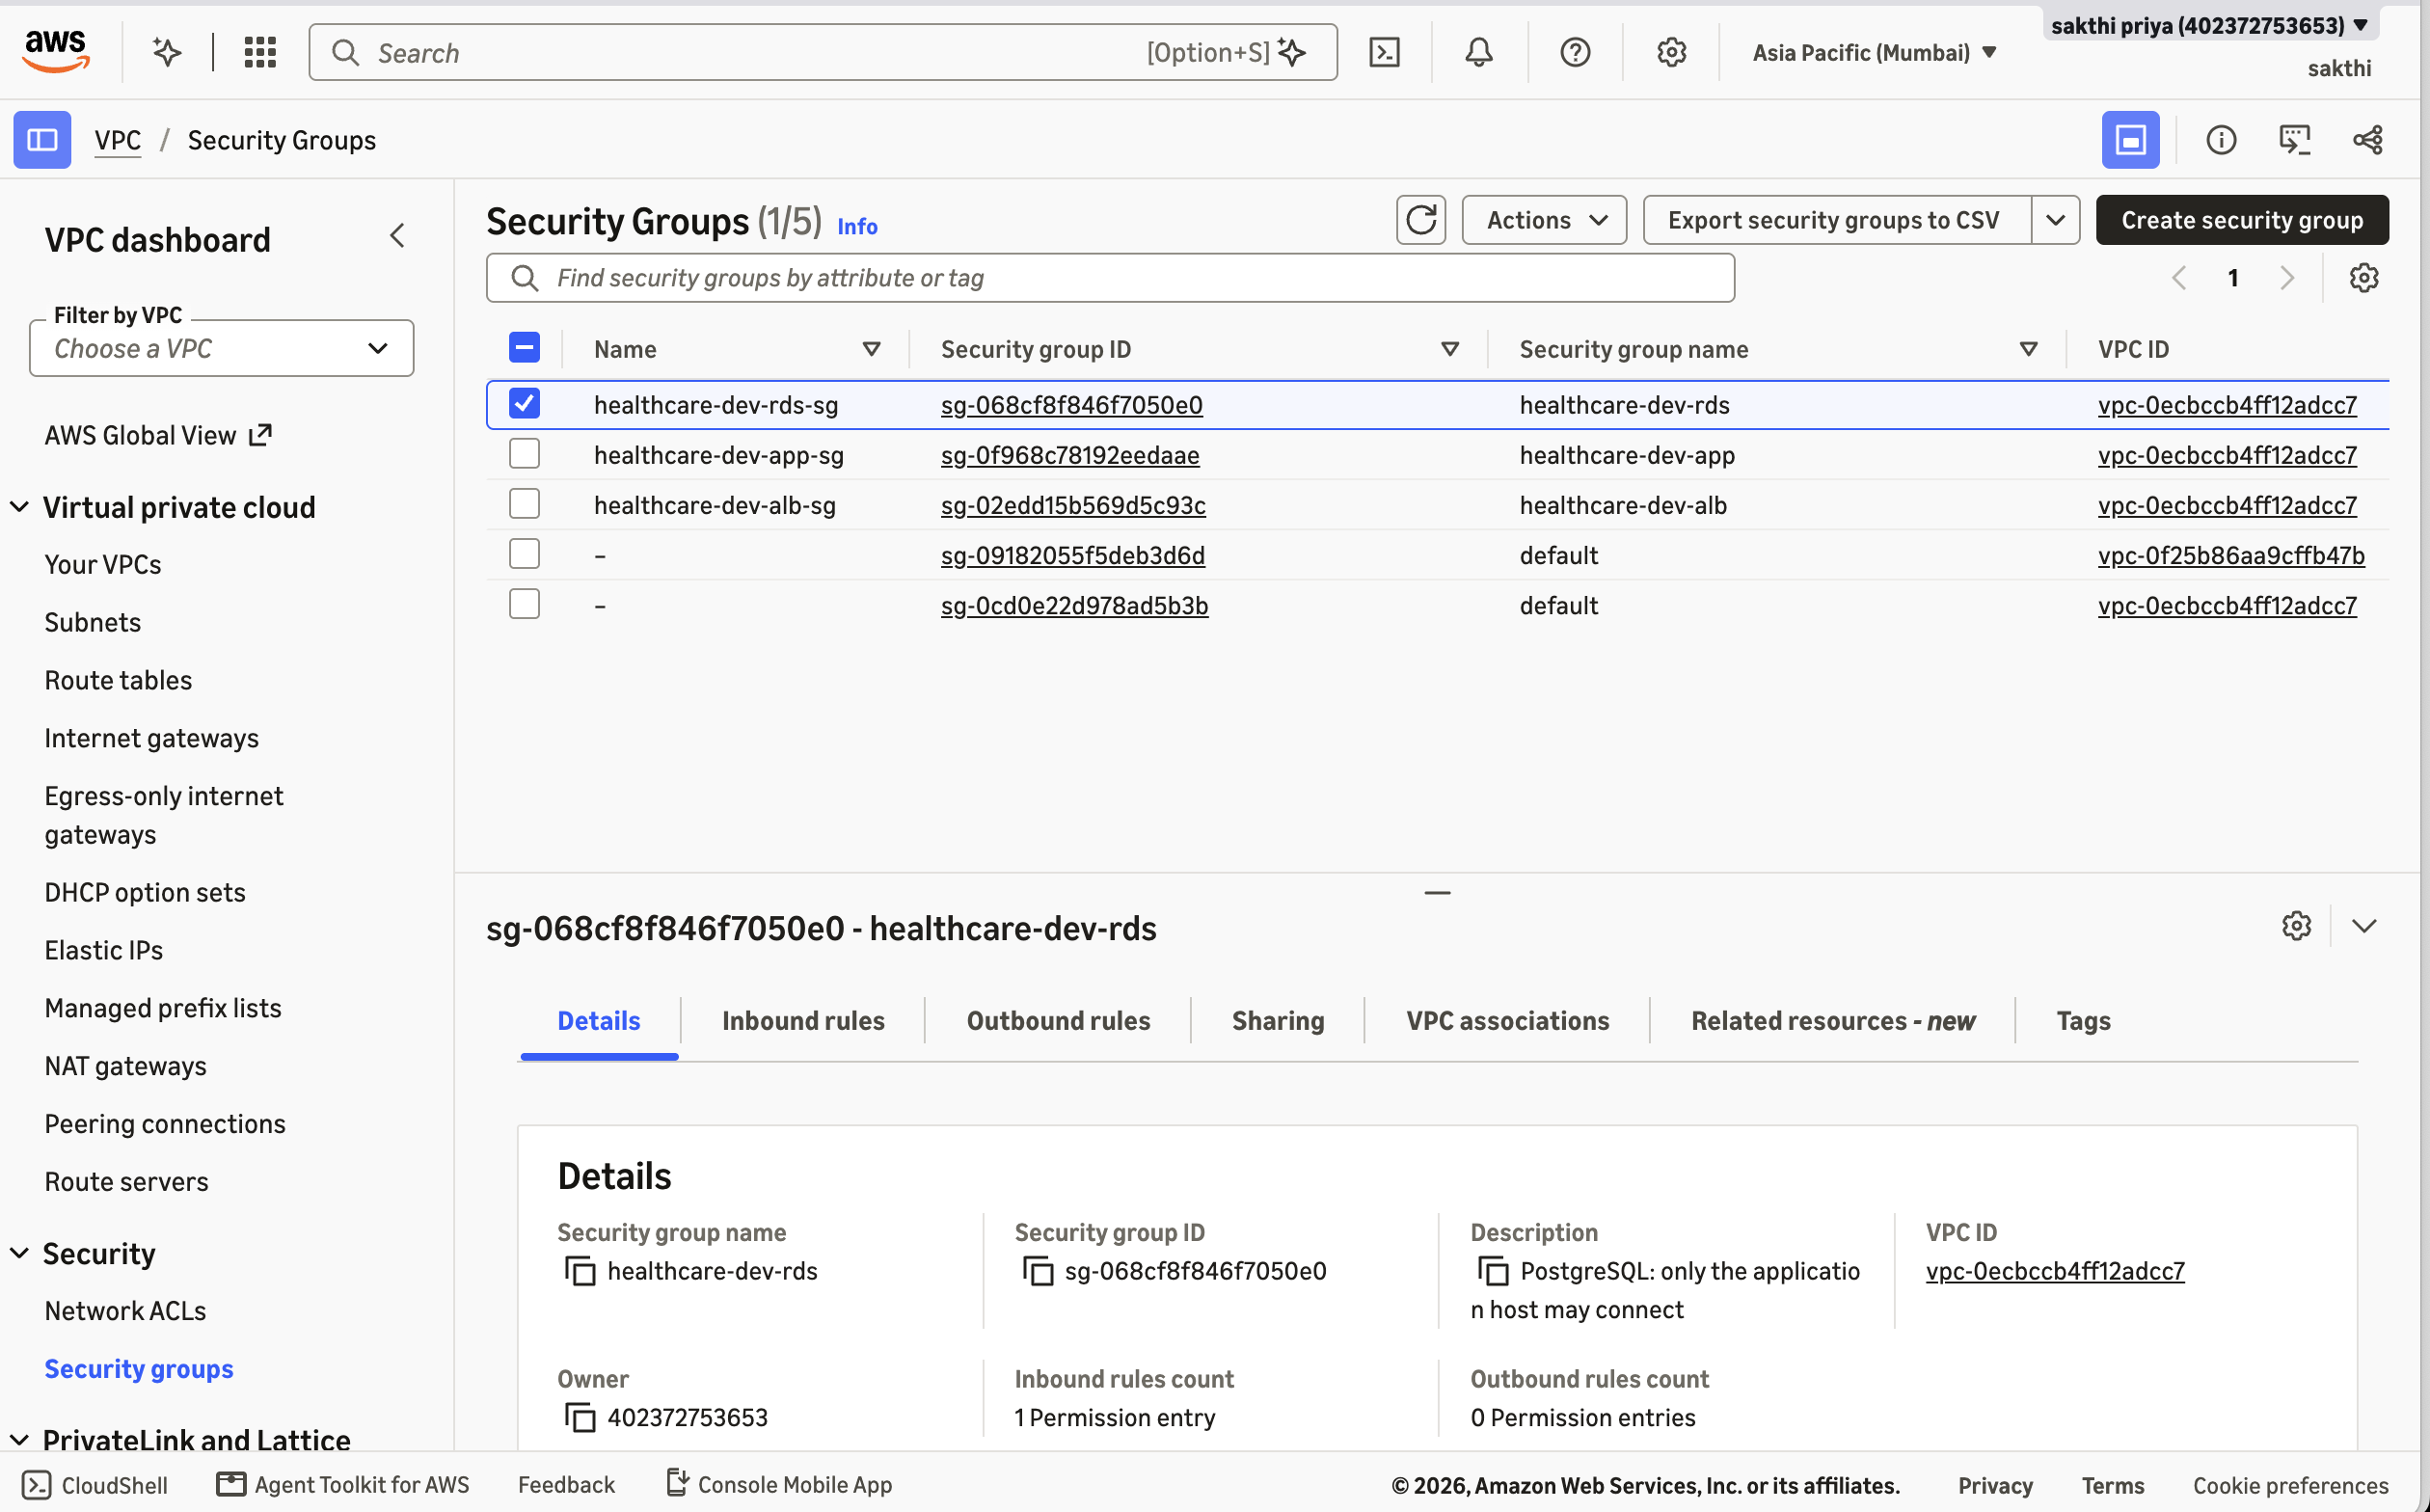 aws
Search [Option+S]
Asia Pacific (Mumbai)
sakthi priya (402372753653)
sakthi
VPC / Security Groups
VPC dashboard
Filter by VPC
Choose a VPC
AWS Global View
Virtual private cloud
Your VPCs
Subnets
Route tables
Internet gateways
Egress-only internet
gateways
DHCP option sets
Elastic IPs
Managed prefix lists
NAT gateways
Peering connections
Route servers
Security
Network ACLs
Security groups
PrivateLink and Lattice
Security Groups (1/5) Info
Actions
Export security groups to CSV
Create security group
Find security groups by attribute or tag
1
Name Security group ID Security group name VPC ID
healthcare-dev-rds-sg sg-068cf8f846f7050e0 healthcare-dev-rds vpc-0ecbccb4ff12adcc7
healthcare-dev-app-sg sg-0f968c78192eedaae healthcare-dev-app vpc-0ecbccb4ff12adcc7
healthcare-dev-alb-sg sg-02edd15b569d5c93c healthcare-dev-alb vpc-0ecbccb4ff12adcc7
– sg-09182055f5deb3d6d default vpc-0f25b86aa9cffb47b
– sg-0cd0e22d978ad5b3b default vpc-0ecbccb4ff12adcc7
sg-068cf8f846f7050e0 - healthcare-dev-rds
Details Inbound rules Outbound rules Sharing VPC associations Related resources - new Tags
Details
Security group name
healthcare-dev-rds
Security group ID
sg-068cf8f846f7050e0
Description
PostgreSQL: only the applicatio
n host may connect
VPC ID
vpc-0ecbccb4ff12adcc7
Owner
402372753653
Inbound rules count
1 Permission entry
Outbound rules count
0 Permission entries
CloudShell Agent Toolkit for AWS Feedback Console Mobile App
© 2026, Amazon Web Services, Inc. or its affiliates. Privacy Terms Cookie preferences